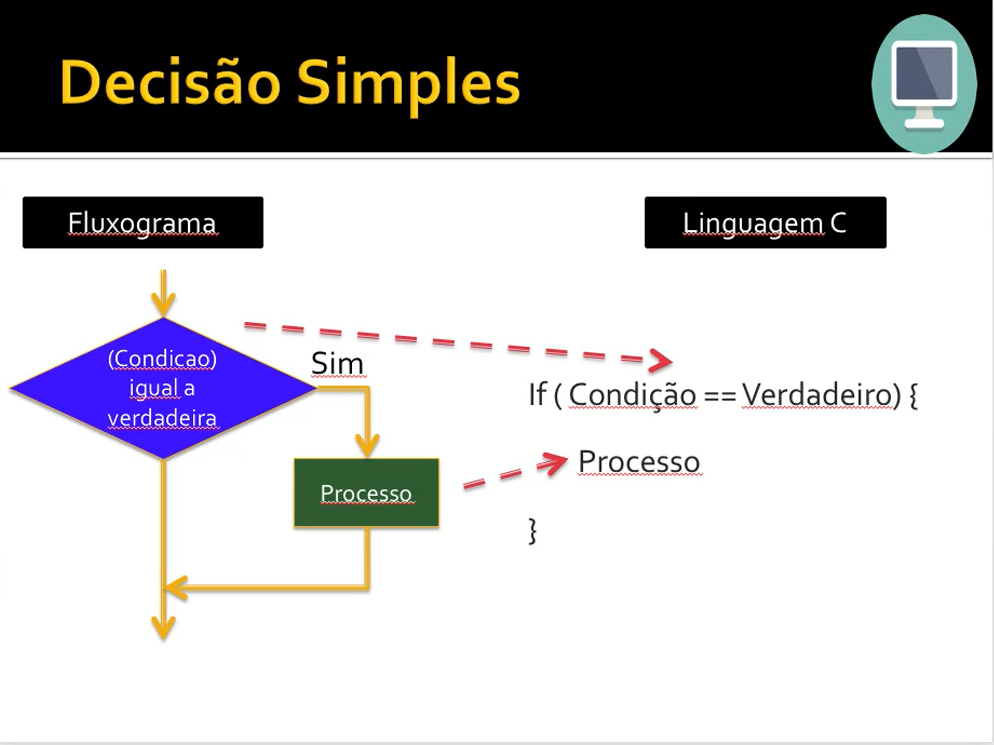 Decisão Simples
Fluxograma
Linguagem C
(Condicao)
igual a
verdadeira
Sim
If ( Condição == Verdadeiro) {
Processo
Processo
}